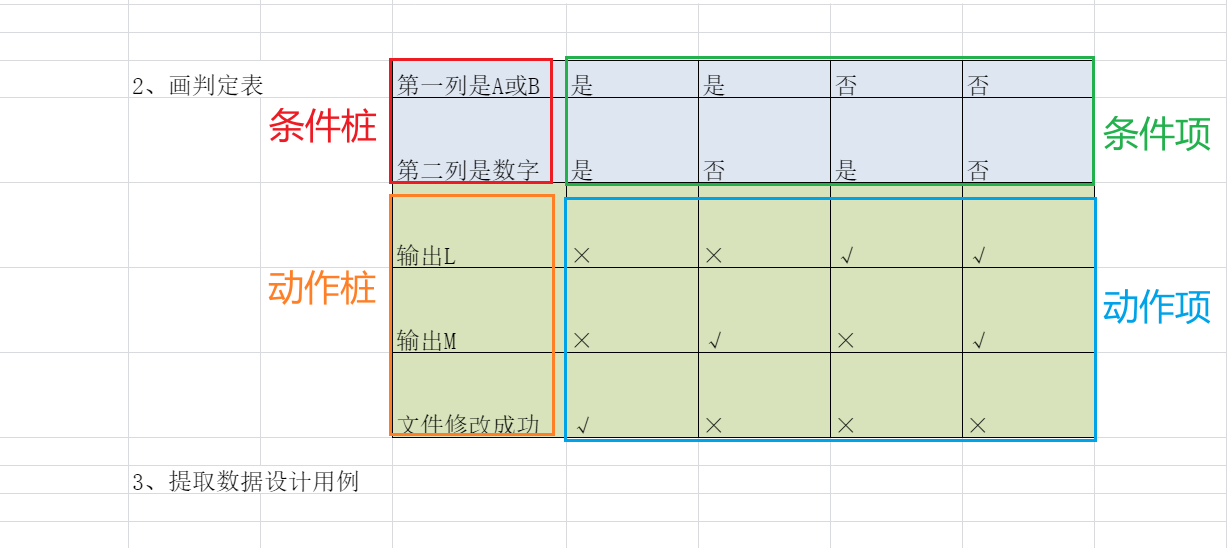 2、画判定表 第一列是A或B 是 是 否 否
条件桩 条件项
第二列是数字 是 否 是 否
输出L × × √ √
动作桩 动作项
输出M × √ × √
文件修改成功 √ × × ×
3、提取数据设计用例